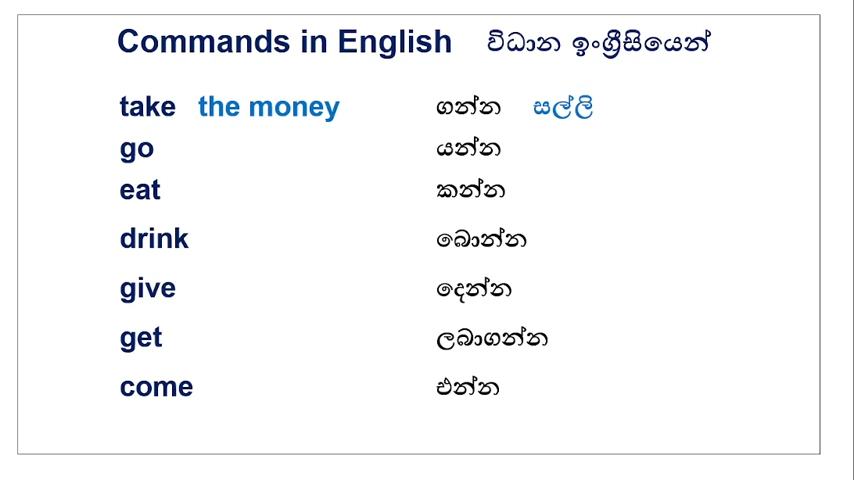 Commands in English විධාන ඉංග්‍රීසියෙන්
take the money ගන්න සල්ලි
go යන්න
eat කන්න
drink බොන්න
give දෙන්න
get ලබාගන්න
come එන්න